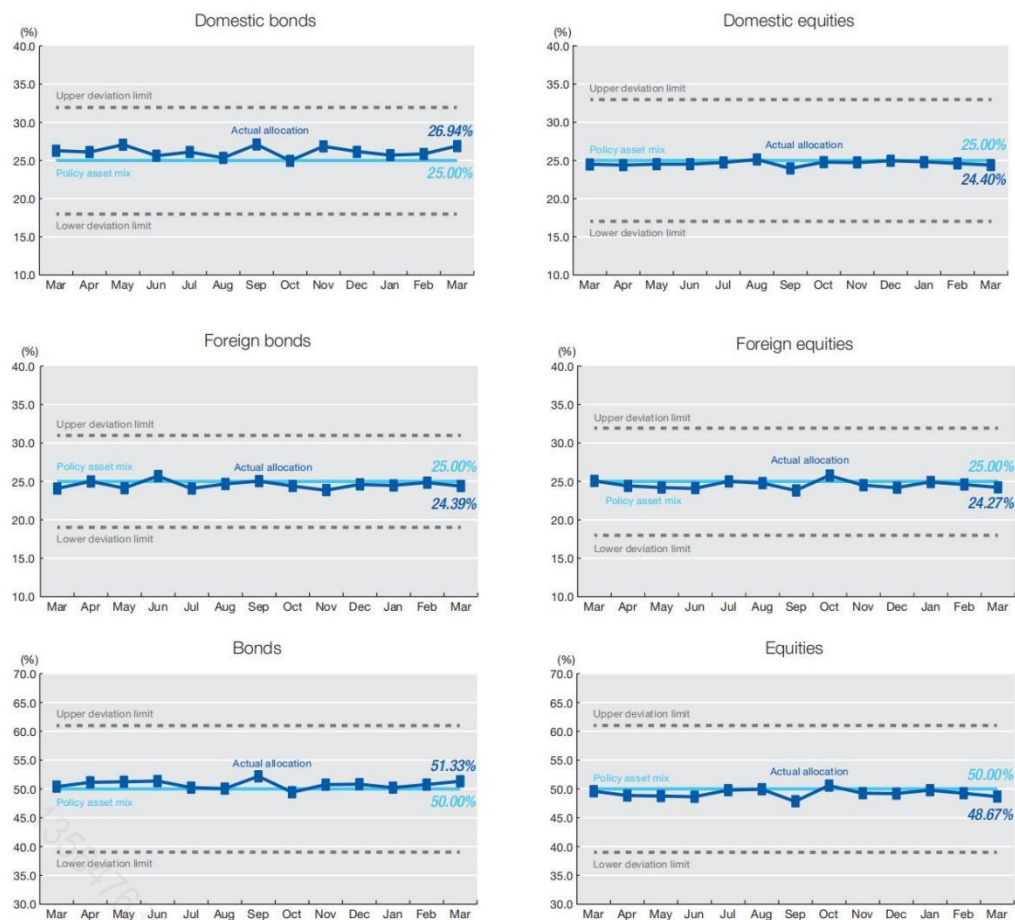 Domestic bonds
(%)
40.0
35.0
30.0
25.0
20.0
15.0
10.0
Upper deviation limit
Actual allocation
26.94%
Policy asset mix
25.00%
Lower deviation limit
Mar Apr May Jun Jul Aug Sep Oct Nov Dec Jan Feb Mar
Domestic equities
(%)
40.0
35.0
30.0
25.0
20.0
15.0
10.0
Upper deviation limit
Policy asset mix
Actual allocation
25.00%
24.40%
Lower deviation limit
Mar Apr May Jun Jul Aug Sep Oct Nov Dec Jan Feb Mar
Foreign bonds
(%)
40.0
35.0
30.0
25.0
20.0
15.0
10.0
Upper deviation limit
Policy asset mix
Actual allocation
25.00%
24.39%
Lower deviation limit
Mar Apr May Jun Jul Aug Sep Oct Nov Dec Jan Feb Mar
Foreign equities
(%)
40.0
35.0
30.0
25.0
20.0
15.0
10.0
Upper deviation limit
Actual allocation
25.00%
Policy asset mix
24.27%
Lower deviation limit
Mar Apr May Jun Jul Aug Sep Oct Nov Dec Jan Feb Mar
Bonds
(%)
70.0
65.0
60.0
55.0
50.0
45.0
40.0
35.0
30.0
Upper deviation limit
Actual allocation
51.33%
Policy asset mix
50.00%
Lower deviation limit
Mar Apr May Jun Jul Aug Sep Oct Nov Dec Jan Feb Mar
Equities
(%)
70.0
65.0
60.0
55.0
50.0
45.0
40.0
35.0
30.0
Upper deviation limit
Policy asset mix
Actual allocation
50.00%
48.67%
Lower deviation limit
Mar Apr May Jun Jul Aug Sep Oct Nov Dec Jan Feb Mar